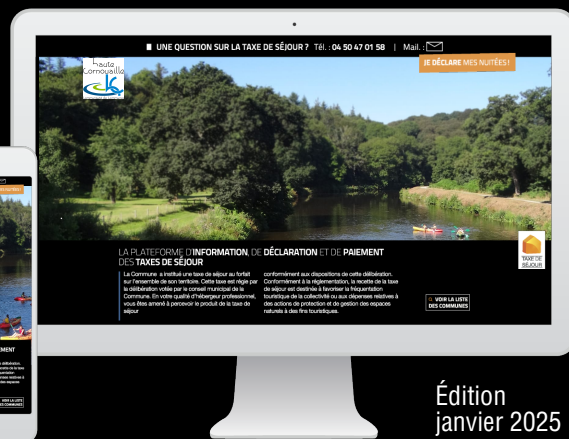 UNE QUESTION SUR LA TAXE DE SÉJOUR ? Tél. : 04 50 47 01 58 | Mail. :
JE DÉCLARE MES NUITÉES !
Haute
Cornouaille
LA PLATEFORME D'INFORMATION, DE DÉCLARATION ET DE PAIEMENT
DES TAXES DE SÉJOUR
La Commune a institué une taxe de séjour au forfait
sur l'ensemble de son territoire. Cette taxe est régie par
la délibération votée par le conseil municipal de la
Commune. En votre qualité d'hébergeur professionnel,
vous êtes amené à percevoir le produit de la taxe de
séjour
conformément aux dispositions de cette délibération.
Conformément à la réglementation, la recette de la taxe
de séjour est destinée à favoriser la fréquentation
touristique de la collectivité ou aux dépenses relatives à
des actions de protection et de gestion des espaces
naturels à des fins touristiques.
TAXE DE
SÉJOUR
VOIR LA LISTE
DES COMMUNES
PAIEMENT
VOIR LA LISTE
DES COMMUNES
Édition
janvier 2025